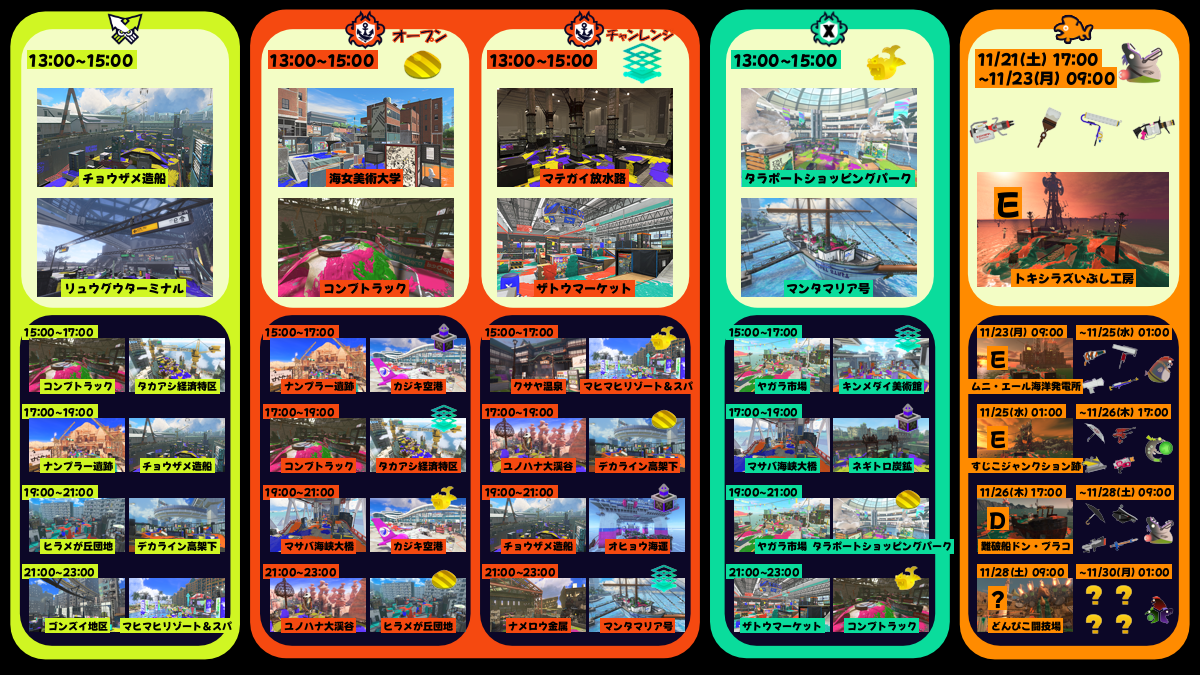 13:00~15:00
チョウザメ造船
リュウグウターミナル
15:00~17:00
コンブトラック
タカアシ経済特区
17:00~19:00
ナンプラー遺跡
チョウザメ造船
19:00~21:00
ヒラメが丘団地
デカライン高架下
21:00~23:00
ゴンズイ地区
マヒマヒリゾート&スパ
オープン
13:00~15:00
海女美術大学
コンブトラック
15:00~17:00
ナンプラー遺跡
カジキ空港
17:00~19:00
コンブトラック
タカアシ経済特区
19:00~21:00
マサバ海峡大橋
カジキ空港
21:00~23:00
ユノハナ大渓谷
ヒラメが丘団地
チャンレンジ
13:00~15:00
マテガイ放水路
ザトウマーケット
15:00~17:00
クサヤ温泉
マヒマヒリゾート&スパ
17:00~19:00
ユノハナ大渓谷
デカライン高架下
19:00~21:00
チョウザメ造船
オヒョウ海運
21:00~23:00
ナメロウ金属
マンタマリア号
X
13:00~15:00
タラポートショッピングパーク
マンタマリア号
15:00~17:00
ヤガラ市場
キンメダイ美術館
17:00~19:00
マサバ海峡大橋
ネギトロ炭鉱
19:00~21:00
ヤガラ市場
タラポートショッピングパーク
21:00~23:00
ザトウマーケット
コンブトラック
11/21(土) 17:00
~11/23(月) 09:00
E
トキシラズいぶし工房
11/23(月) 09:00
~11/25(水) 01:00
E
ムニ・エール海洋発電所
11/25(水) 01:00
~11/26(木) 17:00
E
すじこジャンクション跡
11/26(木) 17:00
~11/28(土) 09:00
D
難破船ドン・ブラコ
11/28(土) 09:00
~11/30(月) 01:00
?
? ?
? ?
どんぴこ闘技場